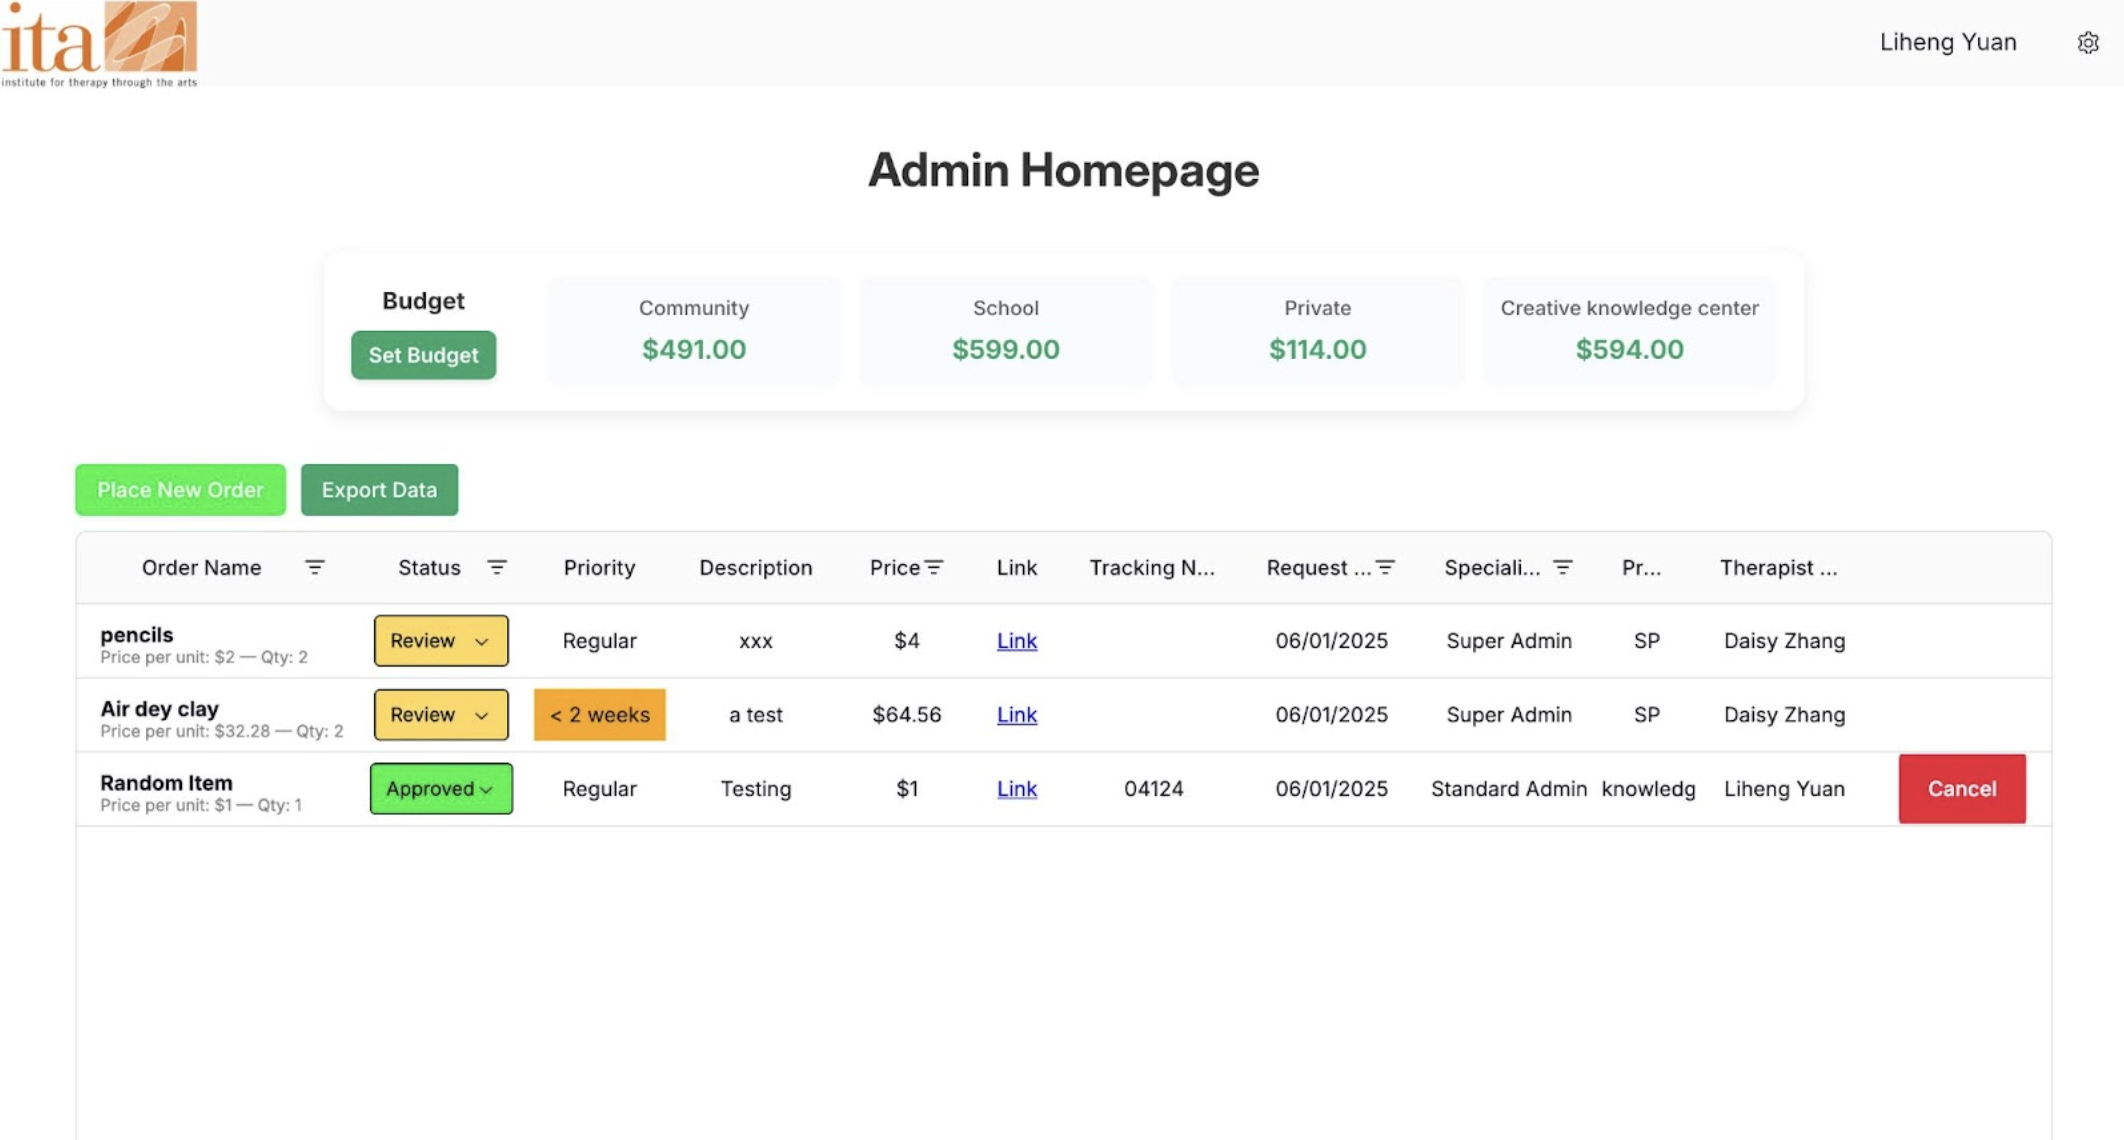 ita
institute for therapy through the arts
Liheng Yuan
Admin Homepage
Budget
Set Budget
Community
$491.00
School
$599.00
Private
$114.00
Creative knowledge center
$594.00
Place New Order
Export Data
Order Name Status Priority Description Price Link Tracking N... Request ... Speciali... Pr... Therapist ...
pencils
Price per unit: $2 — Qty: 2
Review Regular xxx $4 Link 06/01/2025 Super Admin SP Daisy Zhang
Air dey clay
Price per unit: $32.28 — Qty: 2
Review < 2 weeks a test $64.56 Link 06/01/2025 Super Admin SP Daisy Zhang
Random Item
Price per unit: $1 — Qty: 1
Approved Regular Testing $1 Link 04124 06/01/2025 Standard Admin knowledg Liheng Yuan Cancel